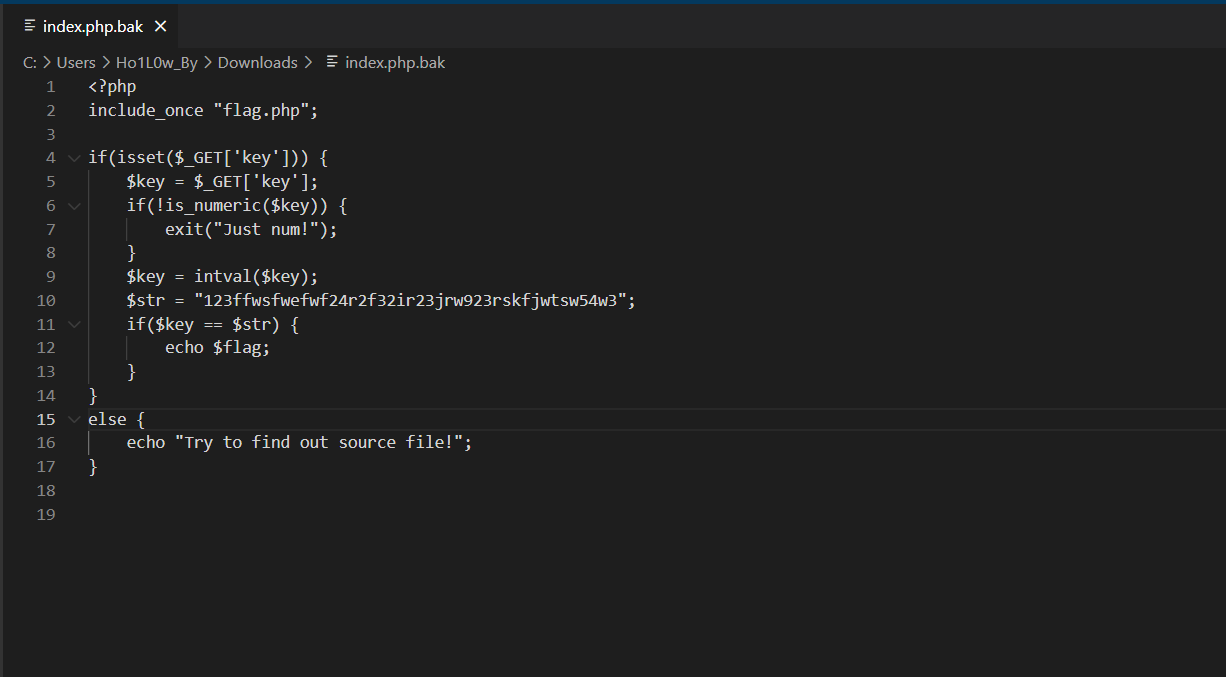 index.php.bak ×
C: > Users > Ho1L0w_By > Downloads > index.php.bak
1 <?php
2 include_once "flag.php";
3
4 if(isset($_GET['key'])) {
5     $key = $_GET['key'];
6     if(!is_numeric($key)) {
7         exit("Just num!");
8     }
9     $key = intval($key);
10     $str = "123ffwsfwefwf24r2f32ir23jrw923rskfjwtsw54w3";
11     if($key == $str) {
12         echo $flag;
13     }
14 }
15 else {
16     echo "Try to find out source file!";
17 }
18
19